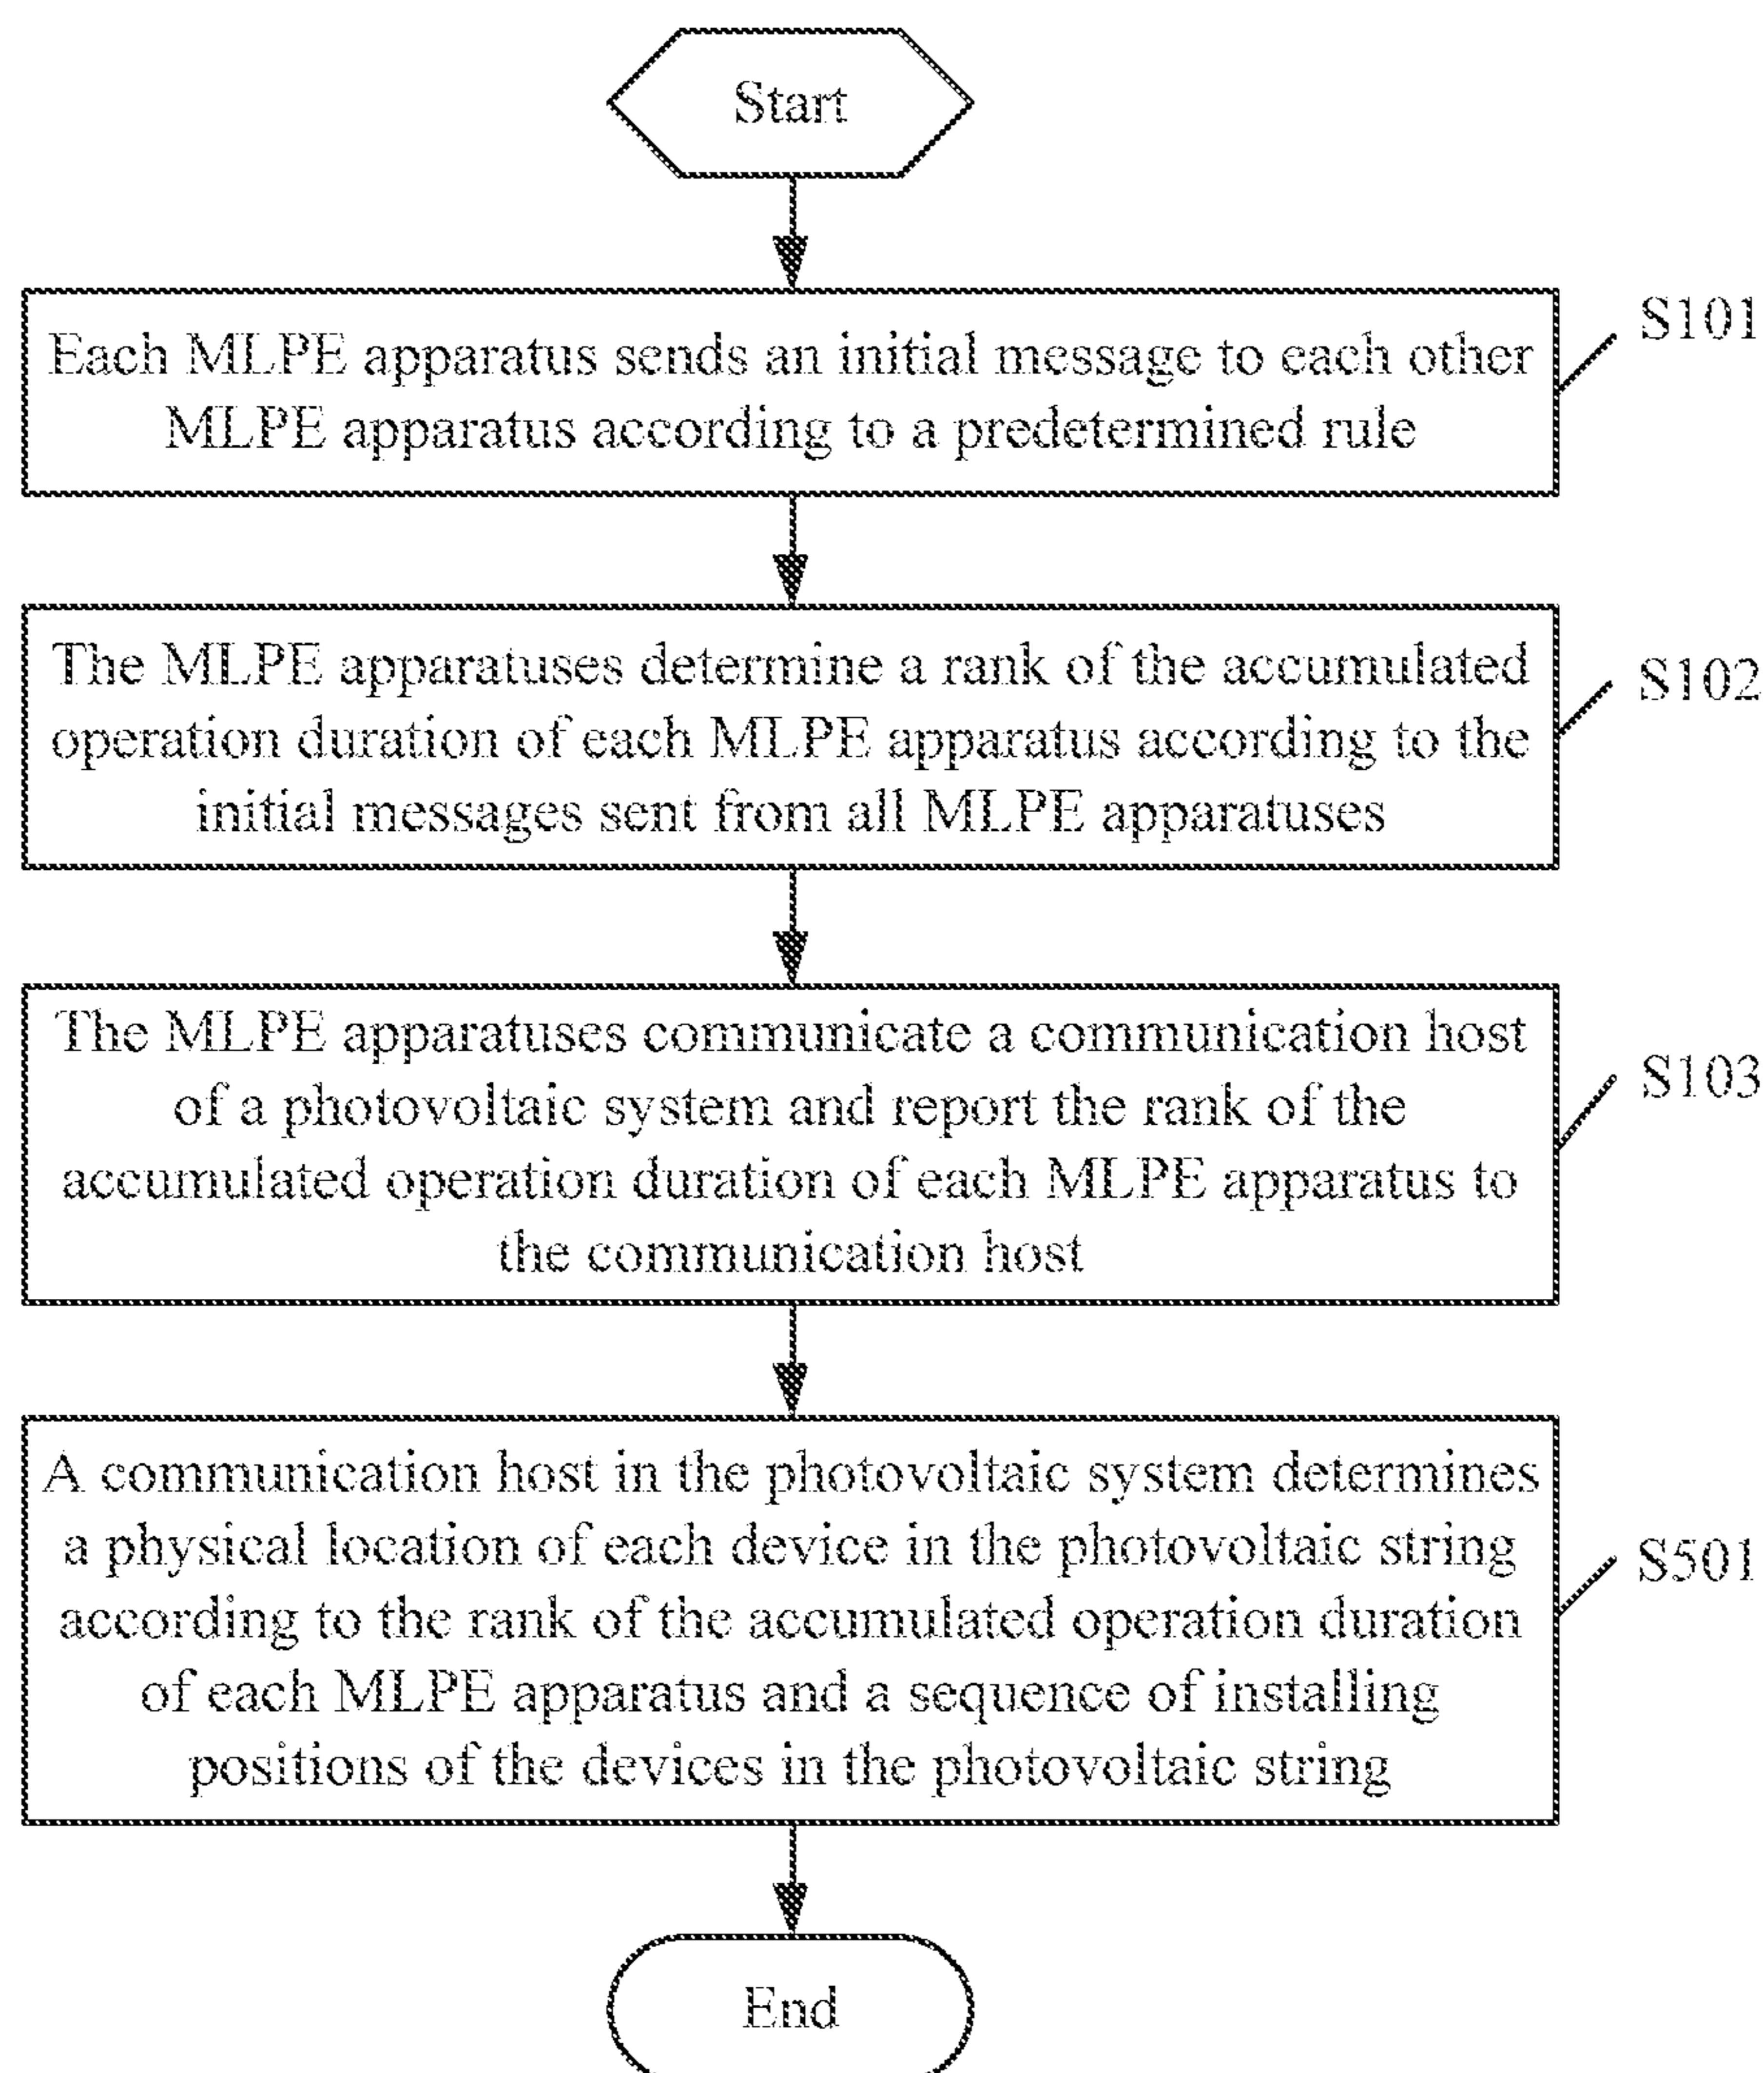 Start
Each MLPE apparatus sends an initial message to each other
MLPE apparatus according to a predetermined rule
S101
The MLPE apparatuses determine a rank of the accumulated
operation duration of each MLPE apparatus according to the
initial messages sent from all MLPE apparatuses
S102
The MLPE apparatuses communicate a communication host
of a photovoltaic system and report the rank of the
accumulated operation duration of each MLPE apparatus to
the communication host
S103
A communication host in the photovoltaic system determines
a physical location of each device in the photovoltaic string
according to the rank of the accumulated operation duration
of each MLPE apparatus and a sequence of installing
positions of the devices in the photovoltaic string
S501
End